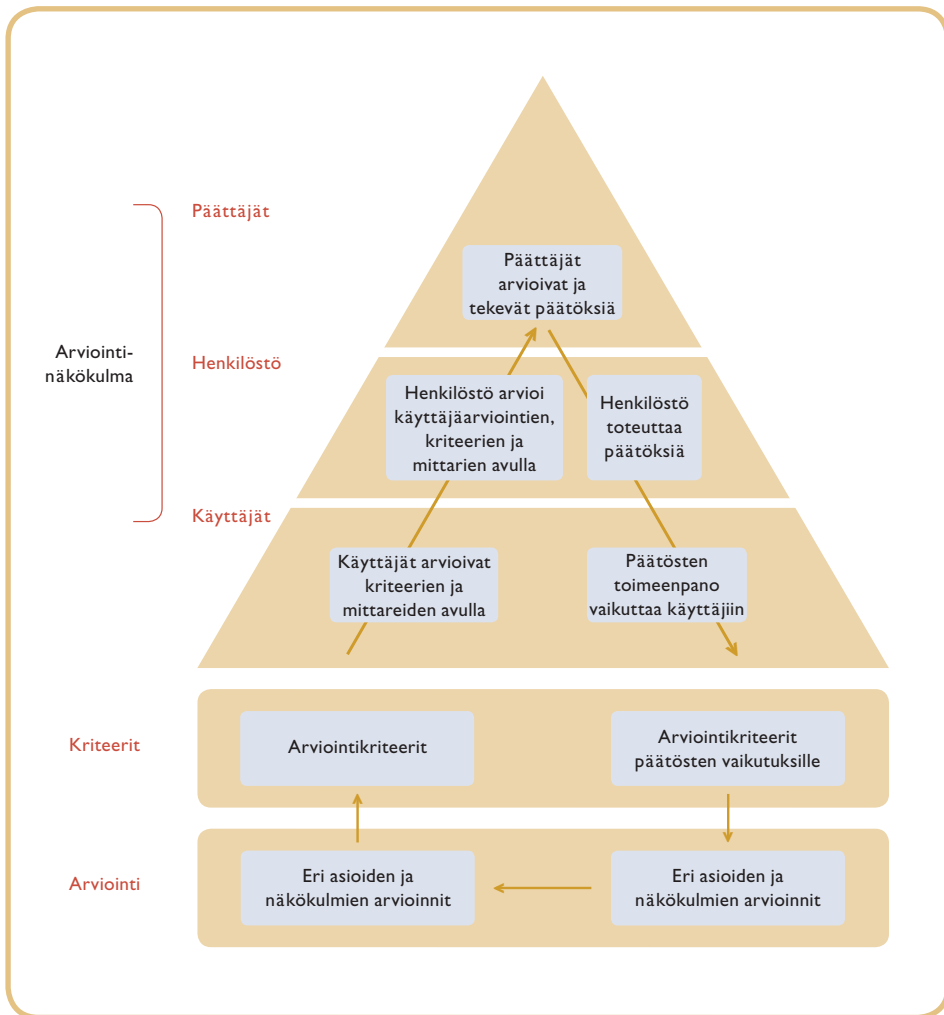 Päättäjät
Päättäjät
arvioivat ja
tekevät päätöksiä
Arviointi-
näkökulma
Henkilöstö
Henkilöstö arvioi
käyttäjäarviointien,
kriteerien ja
mittarien avulla
Henkilöstö
toteuttaa
päätöksiä
Käyttäjät
Käyttäjät arvioivat
kriteerien ja
mittareiden avulla
Päätösten
toimeenpano
vaikuttaa käyttäjiin
Kriteerit
Arviointikriteerit
Arviointikriteerit
päätösten vaikutuksille
Arviointi
Eri asioiden ja
näkökulmien arvioinnit
Eri asioiden ja
näkökulmien arvioinnit